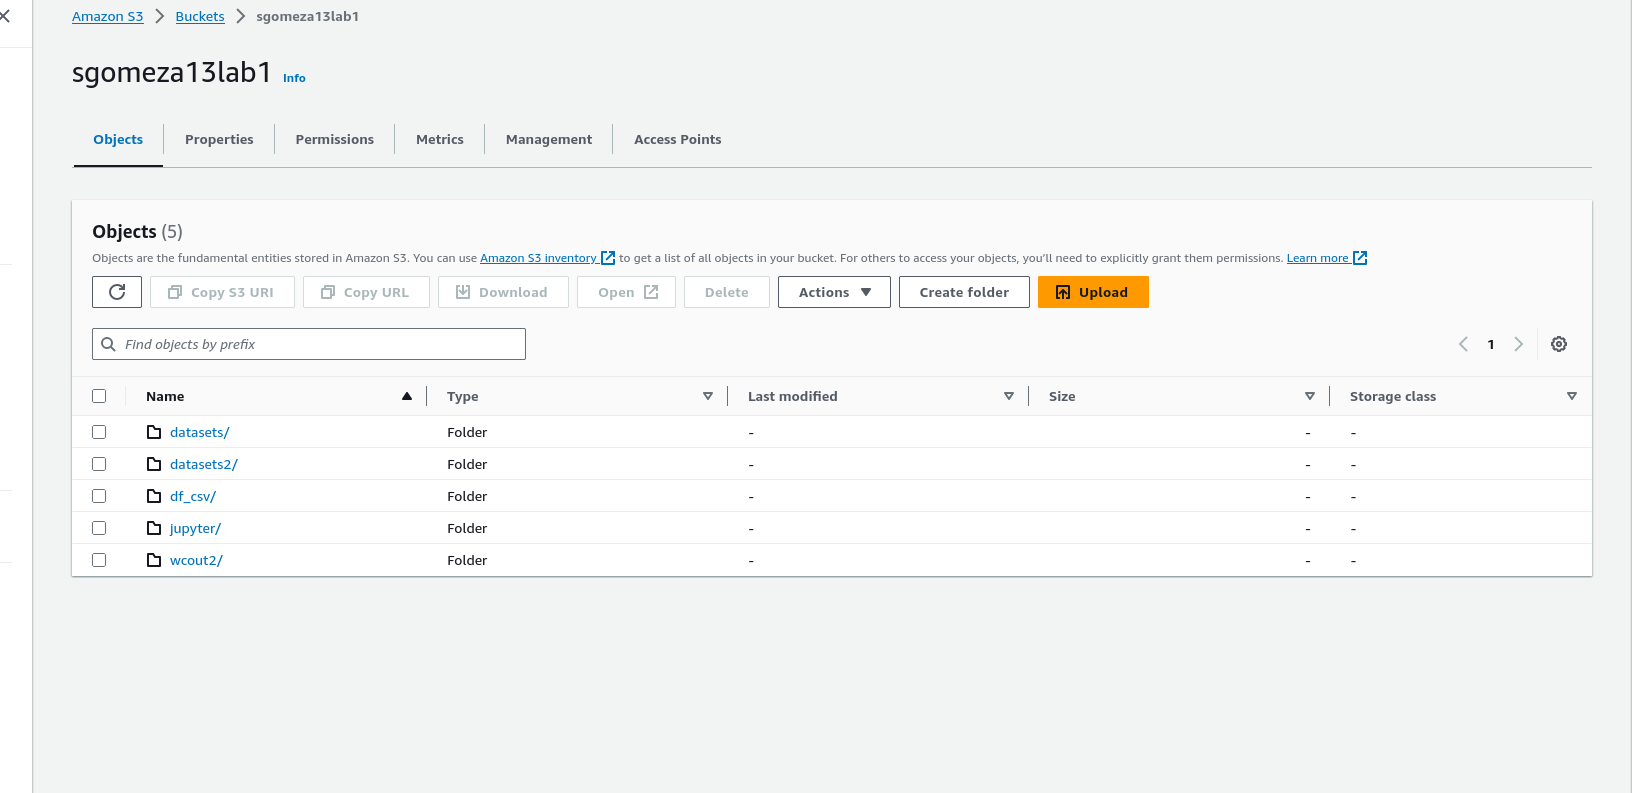 Amazon S3 > Buckets > sgomeza13lab1
sgomeza13lab1 Info
Objects Properties Permissions Metrics Management Access Points
Objects (5)
Objects are the fundamental entities stored in Amazon S3. You can use Amazon S3 inventory to get a list of all objects in your bucket. For others to access your objects, you'll need to explicitly grant them permissions. Learn more
Copy S3 URI Copy URL Download Open Delete Actions Create folder Upload
Find objects by prefix 1
Name Type Last modified Size Storage class
datasets/ Folder - - -
datasets2/ Folder - - -
df_csv/ Folder - - -
jupyter/ Folder - - -
wcout2/ Folder - - -